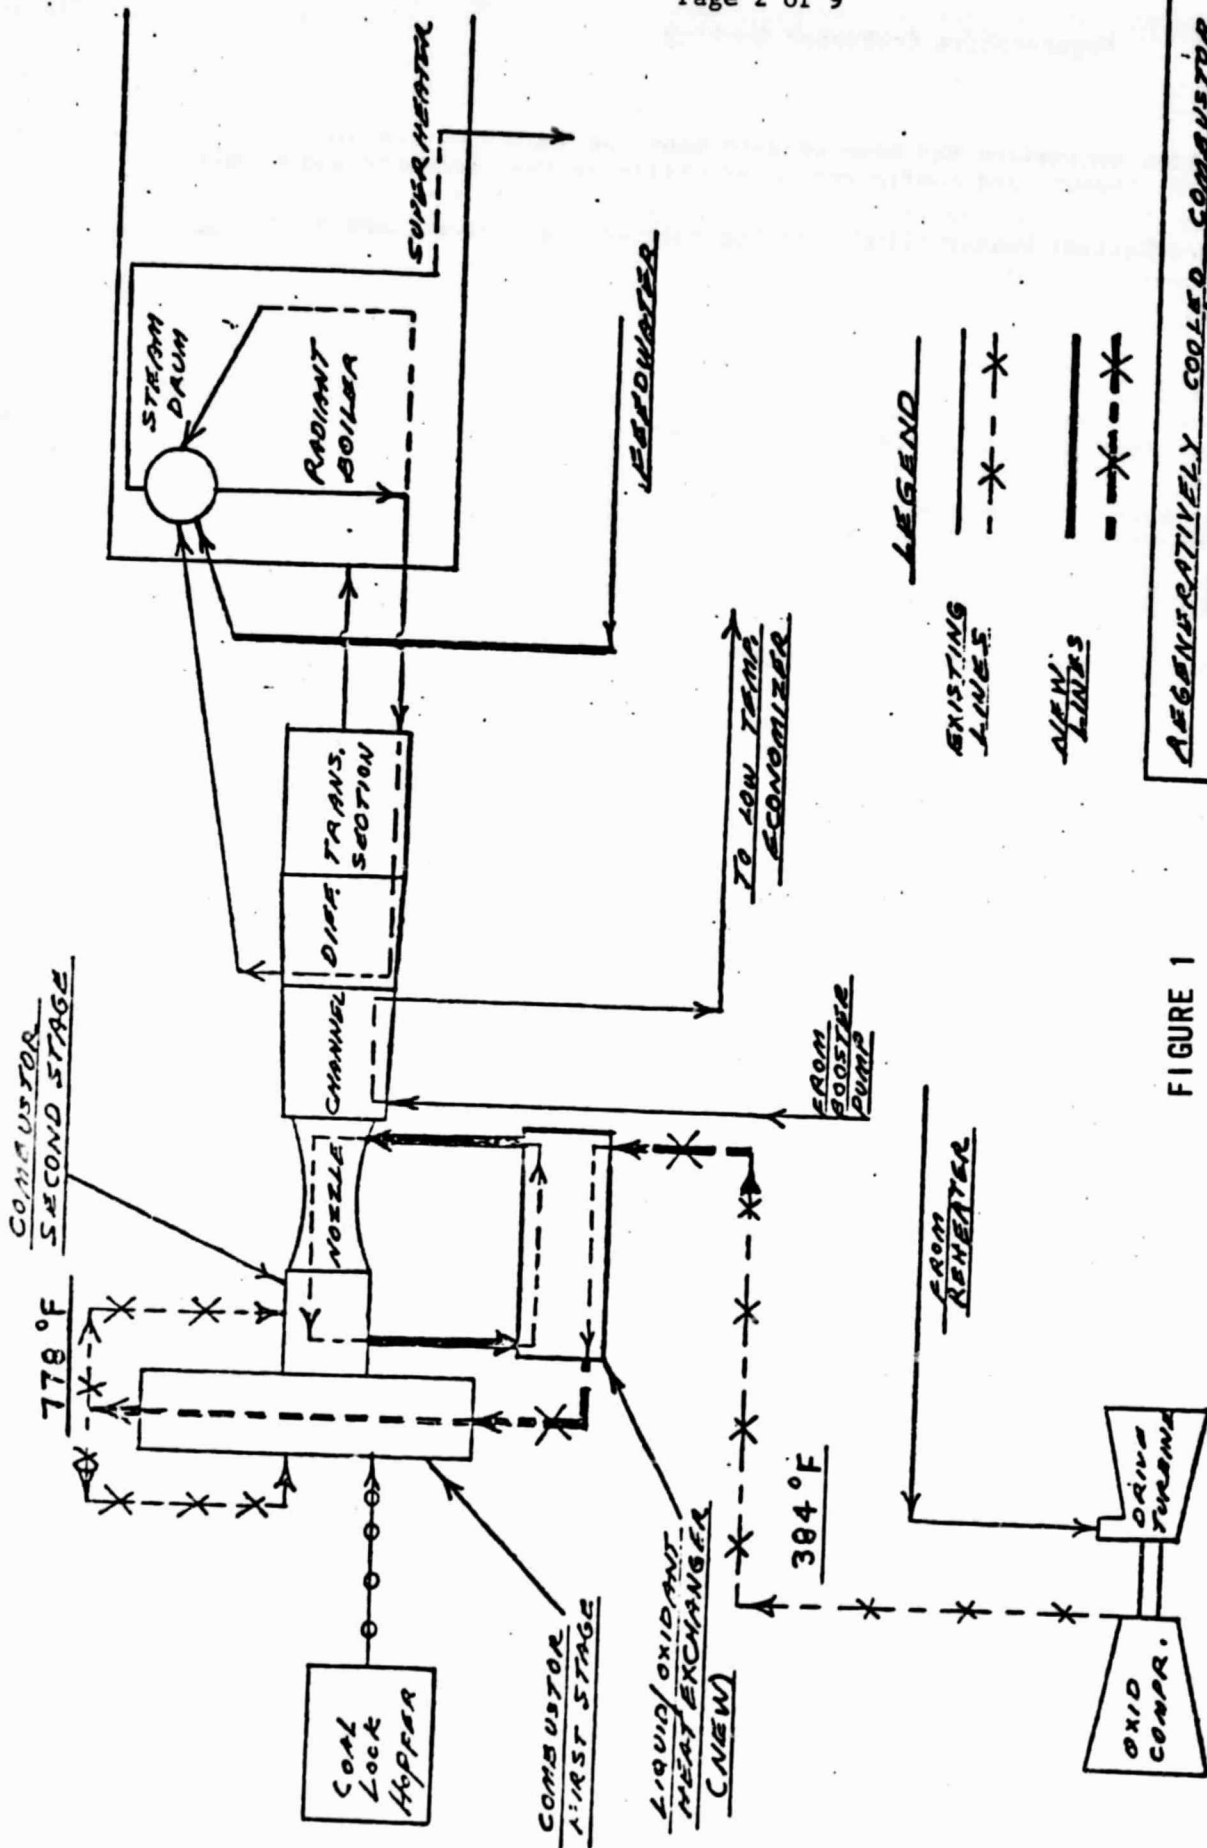 Page 2 of 9
COMBUSTOR
SECOND STAGE
778 °F
STEAM
DRUM
RADIANT
BOILER
SUPERHEATER
FEEDWATER
NOZZLE
CHANNEL
DIFF.
TRANS.
SECTION
COAL
LOCK
HOPPER
COMBUSTOR
FIRST STAGE
LIQUID/OXIDANT
HEAT EXCHANGER
(NEW)
384 °F
FROM
BOOSTER
PUMP
TO LOW TEMP.
ECONOMIZER
FROM
REHEATER
OXID
COMPR.
DRIVE
TURBINE
LEGEND
EXISTING
LINES
NEW
LINES
FIGURE 1
REGENERATIVELY COOLED COMBUSTOR